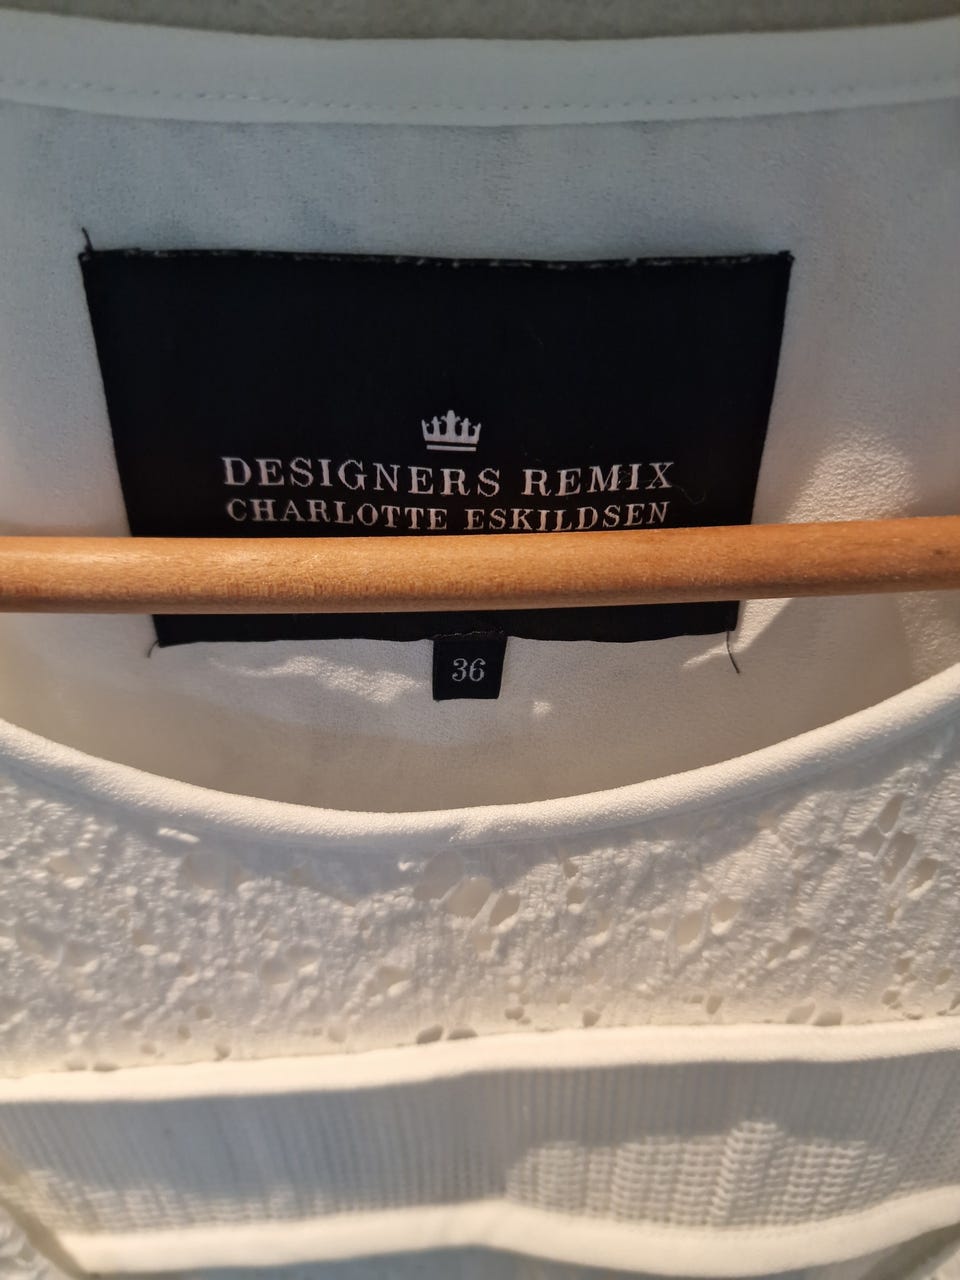 DESIGNERS REMIX
CHARLOTTE ESKILDSEN
36